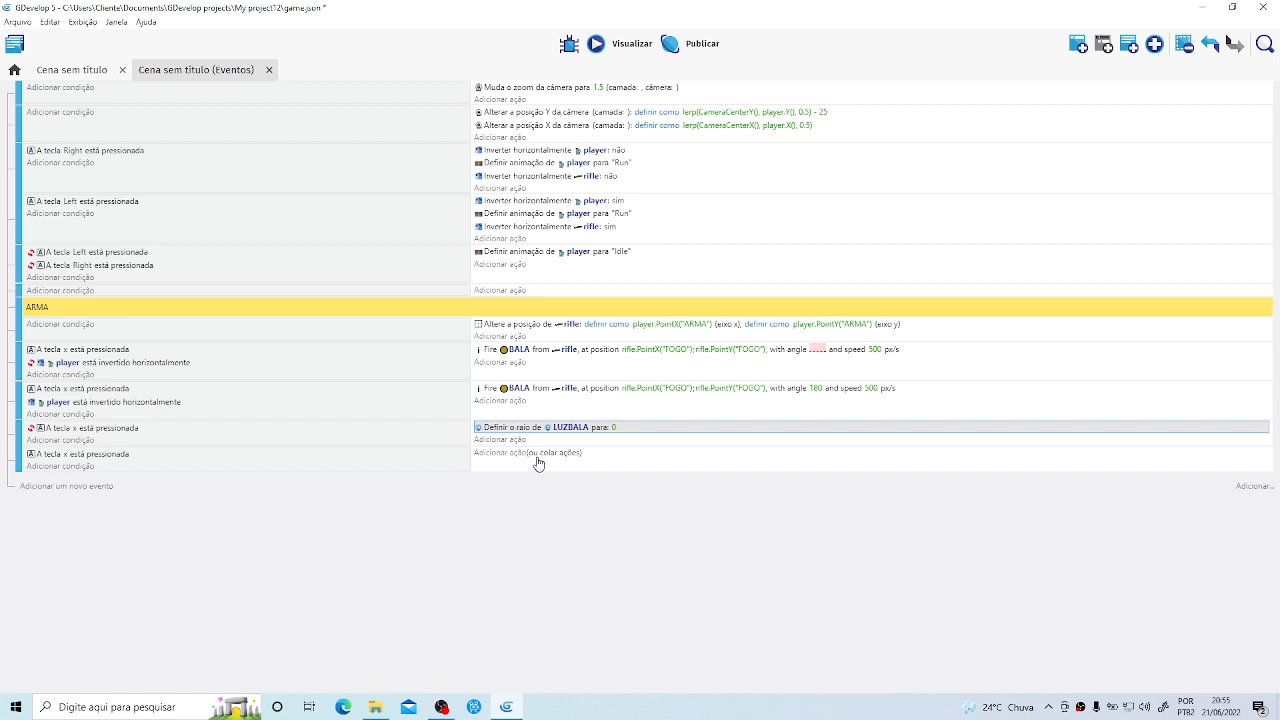 GDevelop 5 - C:\Users\Cliente\Documents\GDevelop projects\My project12\game.json *
Arquivo Editar Exibição Janela Ajuda
Visualizar Publicar
Cena sem título Cena sem título (Eventos)
Adicionar condição
Muda o zoom da câmera para 1.5 (camada: , câmera: )
Adicionar ação
Adicionar condição
Alterar a posição Y da câmera (camada: ): definir como lerp(CameraCenterY(), player.Y(), 0.5) - 25
Alterar a posição X da câmera (camada: ): definir como lerp(CameraCenterX(), player.X(), 0.5)
Adicionar ação
A tecla Right está pressionada
Adicionar condição
Inverter horizontalmente player: não
Definir animação de player para "Run"
Inverter horizontalmente rifle: não
Adicionar ação
A tecla Left está pressionada
Adicionar condição
Inverter horizontalmente player: sim
Definir animação de player para "Run"
Inverter horizontalmente rifle: sim
Adicionar ação
A tecla Left está pressionada
A tecla Right está pressionada
Adicionar condição
Definir animação de player para "Idle"
Adicionar ação
Adicionar condição
Adicionar ação
ARMA
Adicionar condição
Altere a posição de rifle: definir como player.PointX("ARMA") (eixo x), definir como player.PointY("ARMA") (eixo y)
Adicionar ação
A tecla x está pressionada
player está invertido horizontalmente
Adicionar condição
Fire BALA from rifle, at position rifle.PointX("FOGO");rifle.PointY("FOGO"), with angle and speed 500 px/s
Adicionar ação
A tecla x está pressionada
player está invertido horizontalmente
Adicionar condição
Fire BALA from rifle, at position rifle.PointX("FOGO");rifle.PointY("FOGO"), with angle 180 and speed 500 px/s
Adicionar ação
A tecla x está pressionada
Adicionar condição
Definir o raio de LUZBALA para: 0
Adicionar ação
A tecla x está pressionada
Adicionar condição
Adicionar ação(ou colar ações)
Adicionar um novo evento
Adicionar...
Digite aqui para pesquisar
24°C Chuva
POR
PTB2
20:55
21/06/2022
2